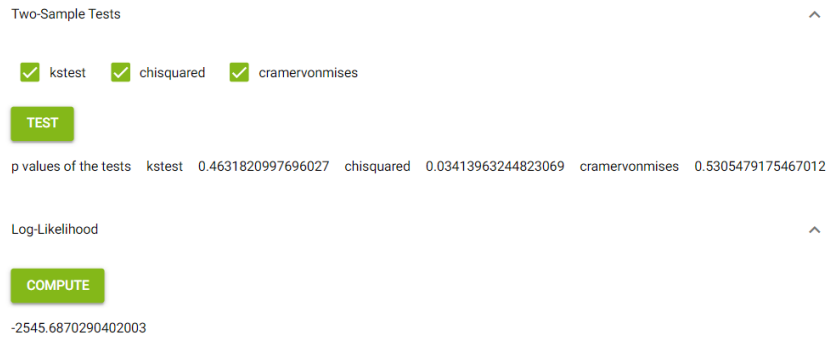 Two-Sample Tests
kstest chisquared cramervonmises
TEST
p values of the tests kstest 0.4631820997696027 chisquared 0.03413963244823069 cramervonmises 0.5305479175467012
Log-Likelihood
COMPUTE
-2545.6870290402003